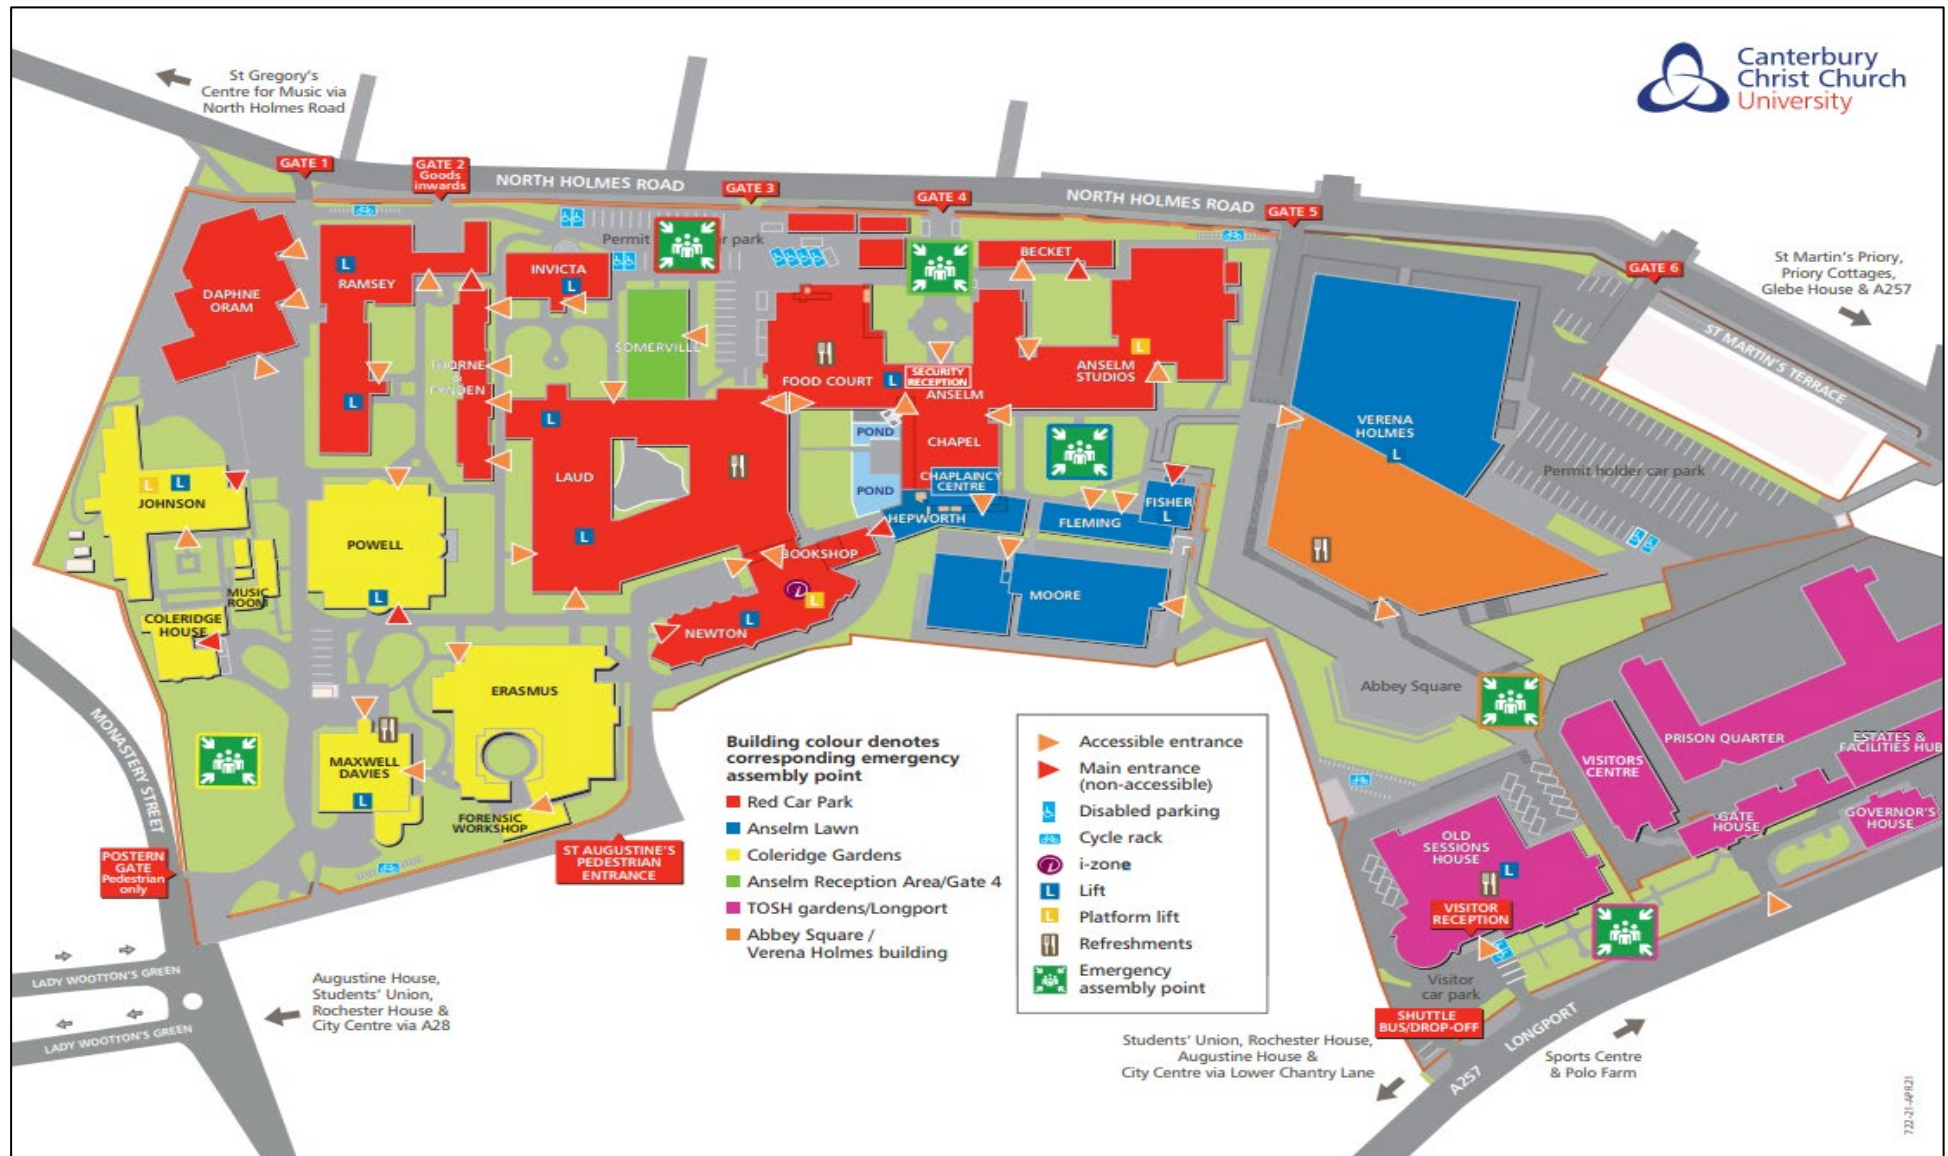 Canterbury
Christ Church
University
St Gregory's
Centre for Music via
North Holmes Road
GATE 1
GATE 2
Goods
inwards
NORTH HOLMES ROAD
GATE 3
GATE 4
NORTH HOLMES ROAD
GATE 5
GATE 6
St Martin's Priory,
Priory Cottages,
Glebe House & A257
ST MARTIN'S TERRACE
Permit
r park
DAPHNE
ORAM
L
RAMSEY
L
INVICTA
L
BECKET
SOMERVILLE
THORNE
&
FYNDEN
FOOD COURT
L
SECURITY
RECEPTION
ANSELM
L
ANSELM
STUDIOS
VERENA
HOLMES
L
Permit holder car park
L
LAUD
L
POND
POND
CHAPEL
CHAPLAINCY
CENTRE
HEPWORTH
FLEMING
FISHER
L
MOORE
L
L
JOHNSON
POWELL
L
MUSIC
ROOM
COLERIDGE
HOUSE
BOOKSHOP
i
L
L
NEWTON
ERASMUS
MAXWELL
DAVIES
L
FORENSIC
WORKSHOP
MONASTERY STREET
POSTERN
GATE
Pedestrian
only
ST AUGUSTINE'S
PEDESTRIAN
ENTRANCE
LADY WOOTTON'S GREEN
LADY WOOTTON'S GREEN
Augustine House,
Students' Union,
Rochester House &
City Centre via A28
Building colour denotes
corresponding emergency
assembly point
Red Car Park
Anselm Lawn
Coleridge Gardens
Anselm Reception Area/Gate 4
TOSH gardens/Longport
Abbey Square /
Verena Holmes building
Accessible entrance
Main entrance
(non-accessible)
Disabled parking
Cycle rack
i i-zone
L Lift
L Platform lift
Refreshments
Emergency
assembly point
Abbey Square
VISITORS
CENTRE
PRISON QUARTER
ESTATES &
FACILITIES HUB
GATE
HOUSE
GOVERNOR'S
HOUSE
OLD
SESSIONS
HOUSE
L
VISITOR
RECEPTION
Visitor
car park
SHUTTLE
BUS/DROP-OFF
Students' Union, Rochester House,
Augustine House &
City Centre via Lower Chantry Lane
A257
LONGPORT
Sports Centre
& Polo Farm
722-21-APR21